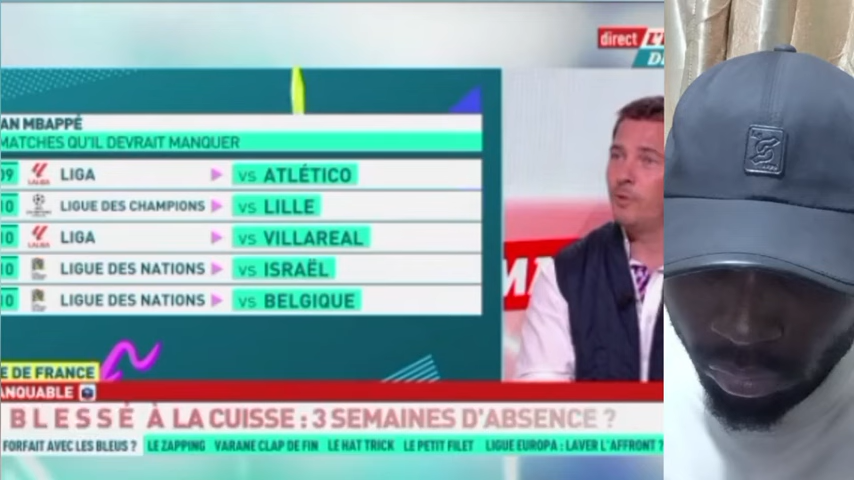 direct L'É
DE
AN MBAPPÉ
MATCHES QU'IL DEVRAIT MANQUER
09 LALIGA LIGA vs ATLÉTICO
10 LIGUE DES CHAMPIONS vs LILLE
10 LALIGA LIGA vs VILLAREAL
10 LIGUE DES NATIONS vs ISRAËL
10 LIGUE DES NATIONS vs BELGIQUE
E DE FRANCE
ANQUABLE
BLESSÉ À LA CUISSE : 3 SEMAINES D'ABSENCE ?
FORFAIT AVEC LES BLEUS ? LE ZAPPING VARANE CLAP DE FIN LE HAT TRICK LE PETIT FILET LIGUE EUROPA : LAVER L'AFFRONT ?